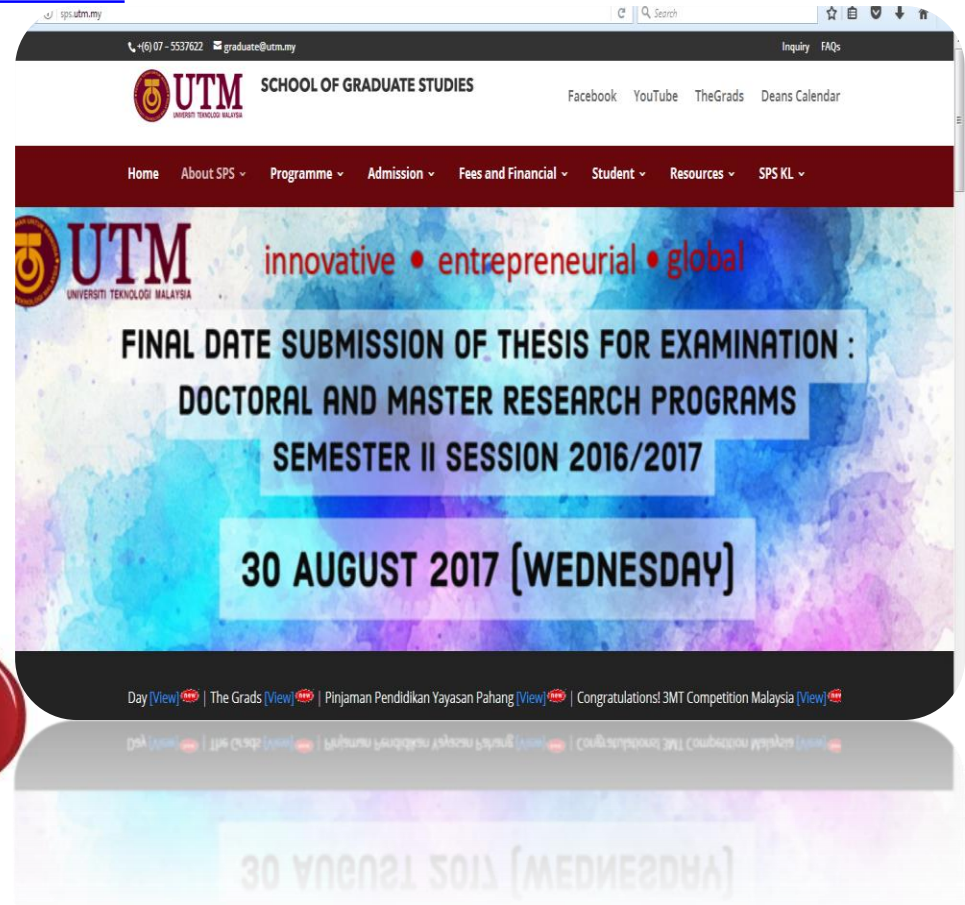 sps.utm.my
Search
+(6) 07 - 5537622 graduate@utm.my Inquiry FAQs
UTM
UNIVERSITI TEKNOLOGI MALAYSIA
SCHOOL OF GRADUATE STUDIES
Facebook YouTube TheGrads Deans Calendar
Home About SPS Programme Admission Fees and Financial Student Resources SPS KL
UTM
UNIVERSITI TEKNOLOGI MALAYSIA
innovative • entrepreneurial • global
FINAL DATE SUBMISSION OF THESIS FOR EXAMINATION :
DOCTORAL AND MASTER RESEARCH PROGRAMS
SEMESTER II SESSION 2016/2017
30 AUGUST 2017 (WEDNESDAY)
Day [View] new | The Grads [View] new | Pinjaman Pendidikan Yayasan Pahang [View] new | Congratulations! 3MT Competition Malaysia [View]